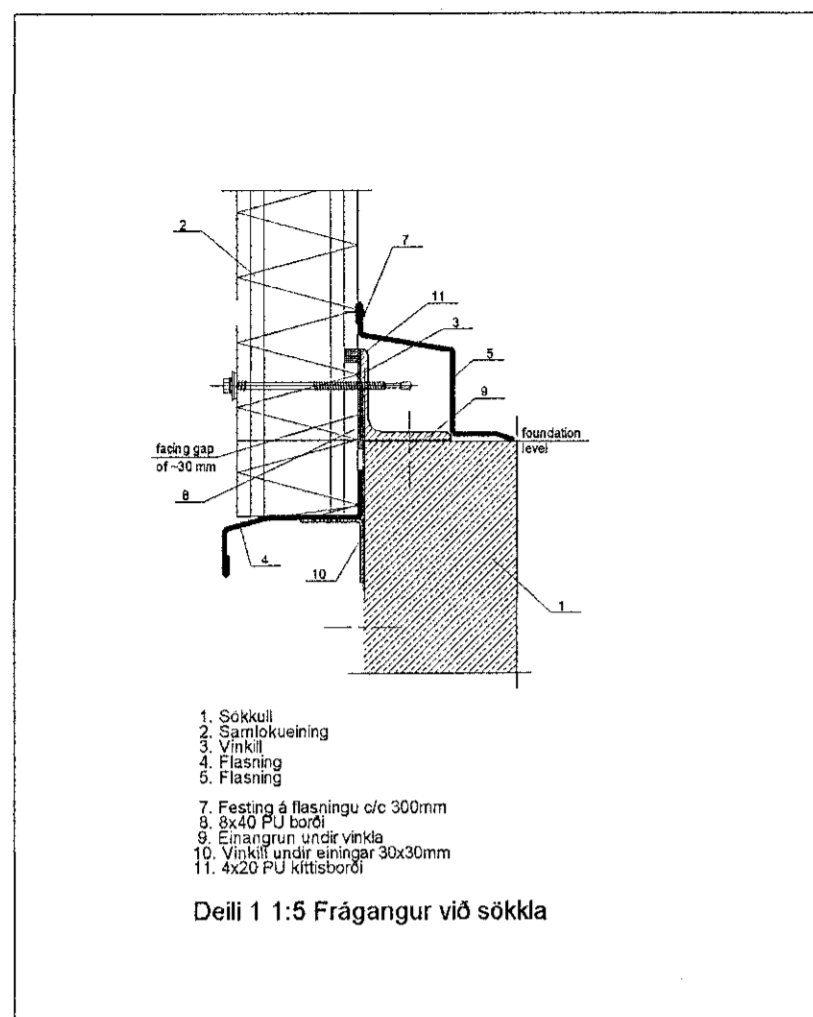 2
7
11
3
5
9
foundation
level
facing gap
of ~30 mm
8
4
10
1
1. Sökkull
2. Samlokueining
3. Vinkill
4. Flasning
5. Flasning
7. Festing á flasningu c/c 300mm
8. 8x40 PU borði
9. Einangrun undir vinkla
10. Vinkill undir einingar 30x30mm
11. 4x20 PU kíttisborði
Deili 1 1:5 Frágangur við sökkla